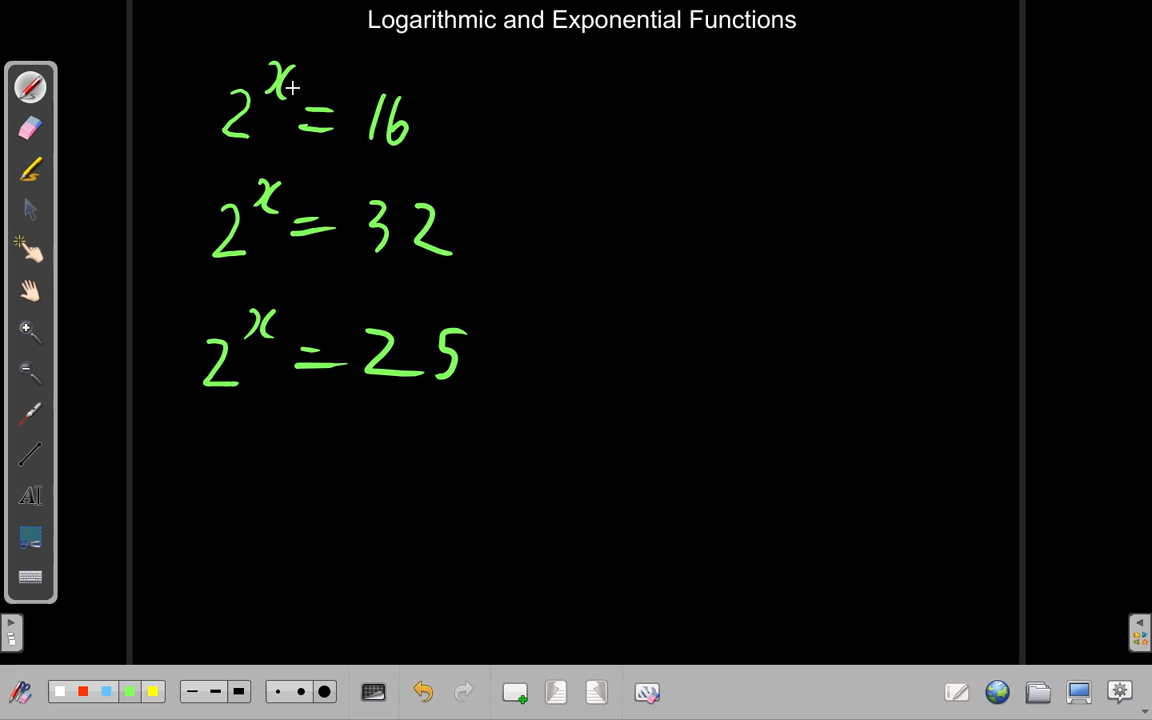 Logarithmic and Exponential Functions
2^x = 16
2^x = 32
2^x = 25